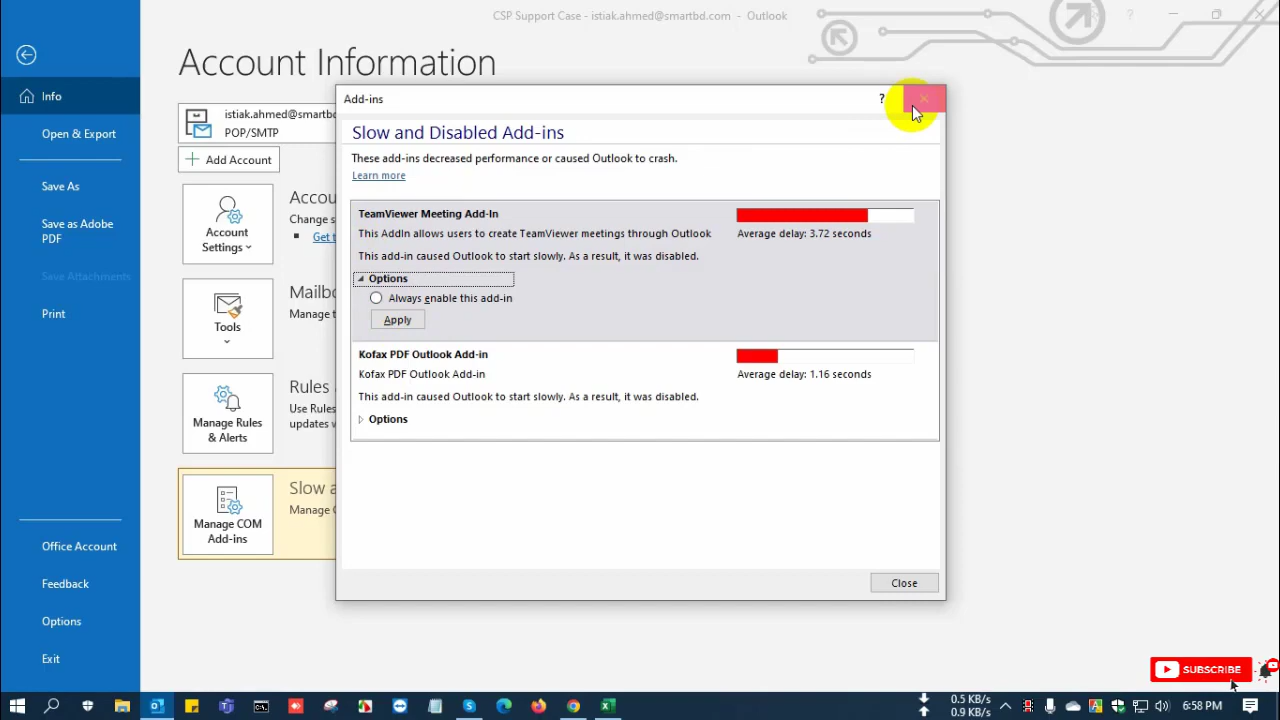 CSP Support Case - istiak.ahmed@smartbd.com - Outlook
Account Information
Info
Open & Export
Save As
Save as Adobe
PDF
Save Attachments
Print
Office Account
Feedback
Options
Exit
istiak.ahmed@smartbd
POP/SMTP
Add Account
Account
Settings
Accou
Change s
Get t
Tools
Mailbo
Manage t
Manage Rules
& Alerts
Rules
Use Rules
updates w
Manage COM
Add-ins
Slow a
Manage C
Add-ins
?
Slow and Disabled Add-ins
These add-ins decreased performance or caused Outlook to crash.
Learn more
TeamViewer Meeting Add-In
This AddIn allows users to create TeamViewer meetings through Outlook
Average delay: 3.72 seconds
This add-in caused Outlook to start slowly. As a result, it was disabled.
Options
Always enable this add-in
Apply
Kofax PDF Outlook Add-in
Kofax PDF Outlook Add-in
Average delay: 1.16 seconds
This add-in caused Outlook to start slowly. As a result, it was disabled.
Options
Close
SUBSCRIBE
0.5 KB/s
0.9 KB/s
6:58 PM